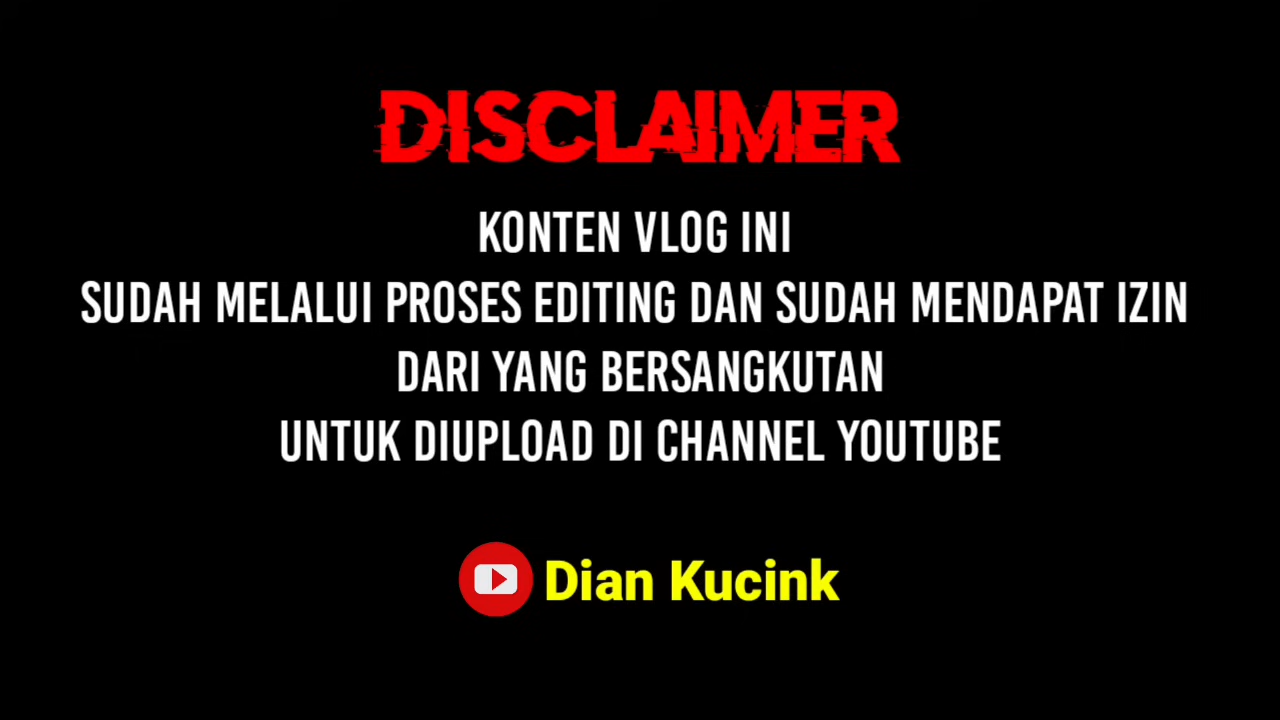 DISCLAIMER
KONTEN VLOG INI
SUDAH MELALUI PROSES EDITING DAN SUDAH MENDAPAT IZIN
DARI YANG BERSANGKUTAN
UNTUK DIUPLOAD DI CHANNEL YOUTUBE
Dian Kucink